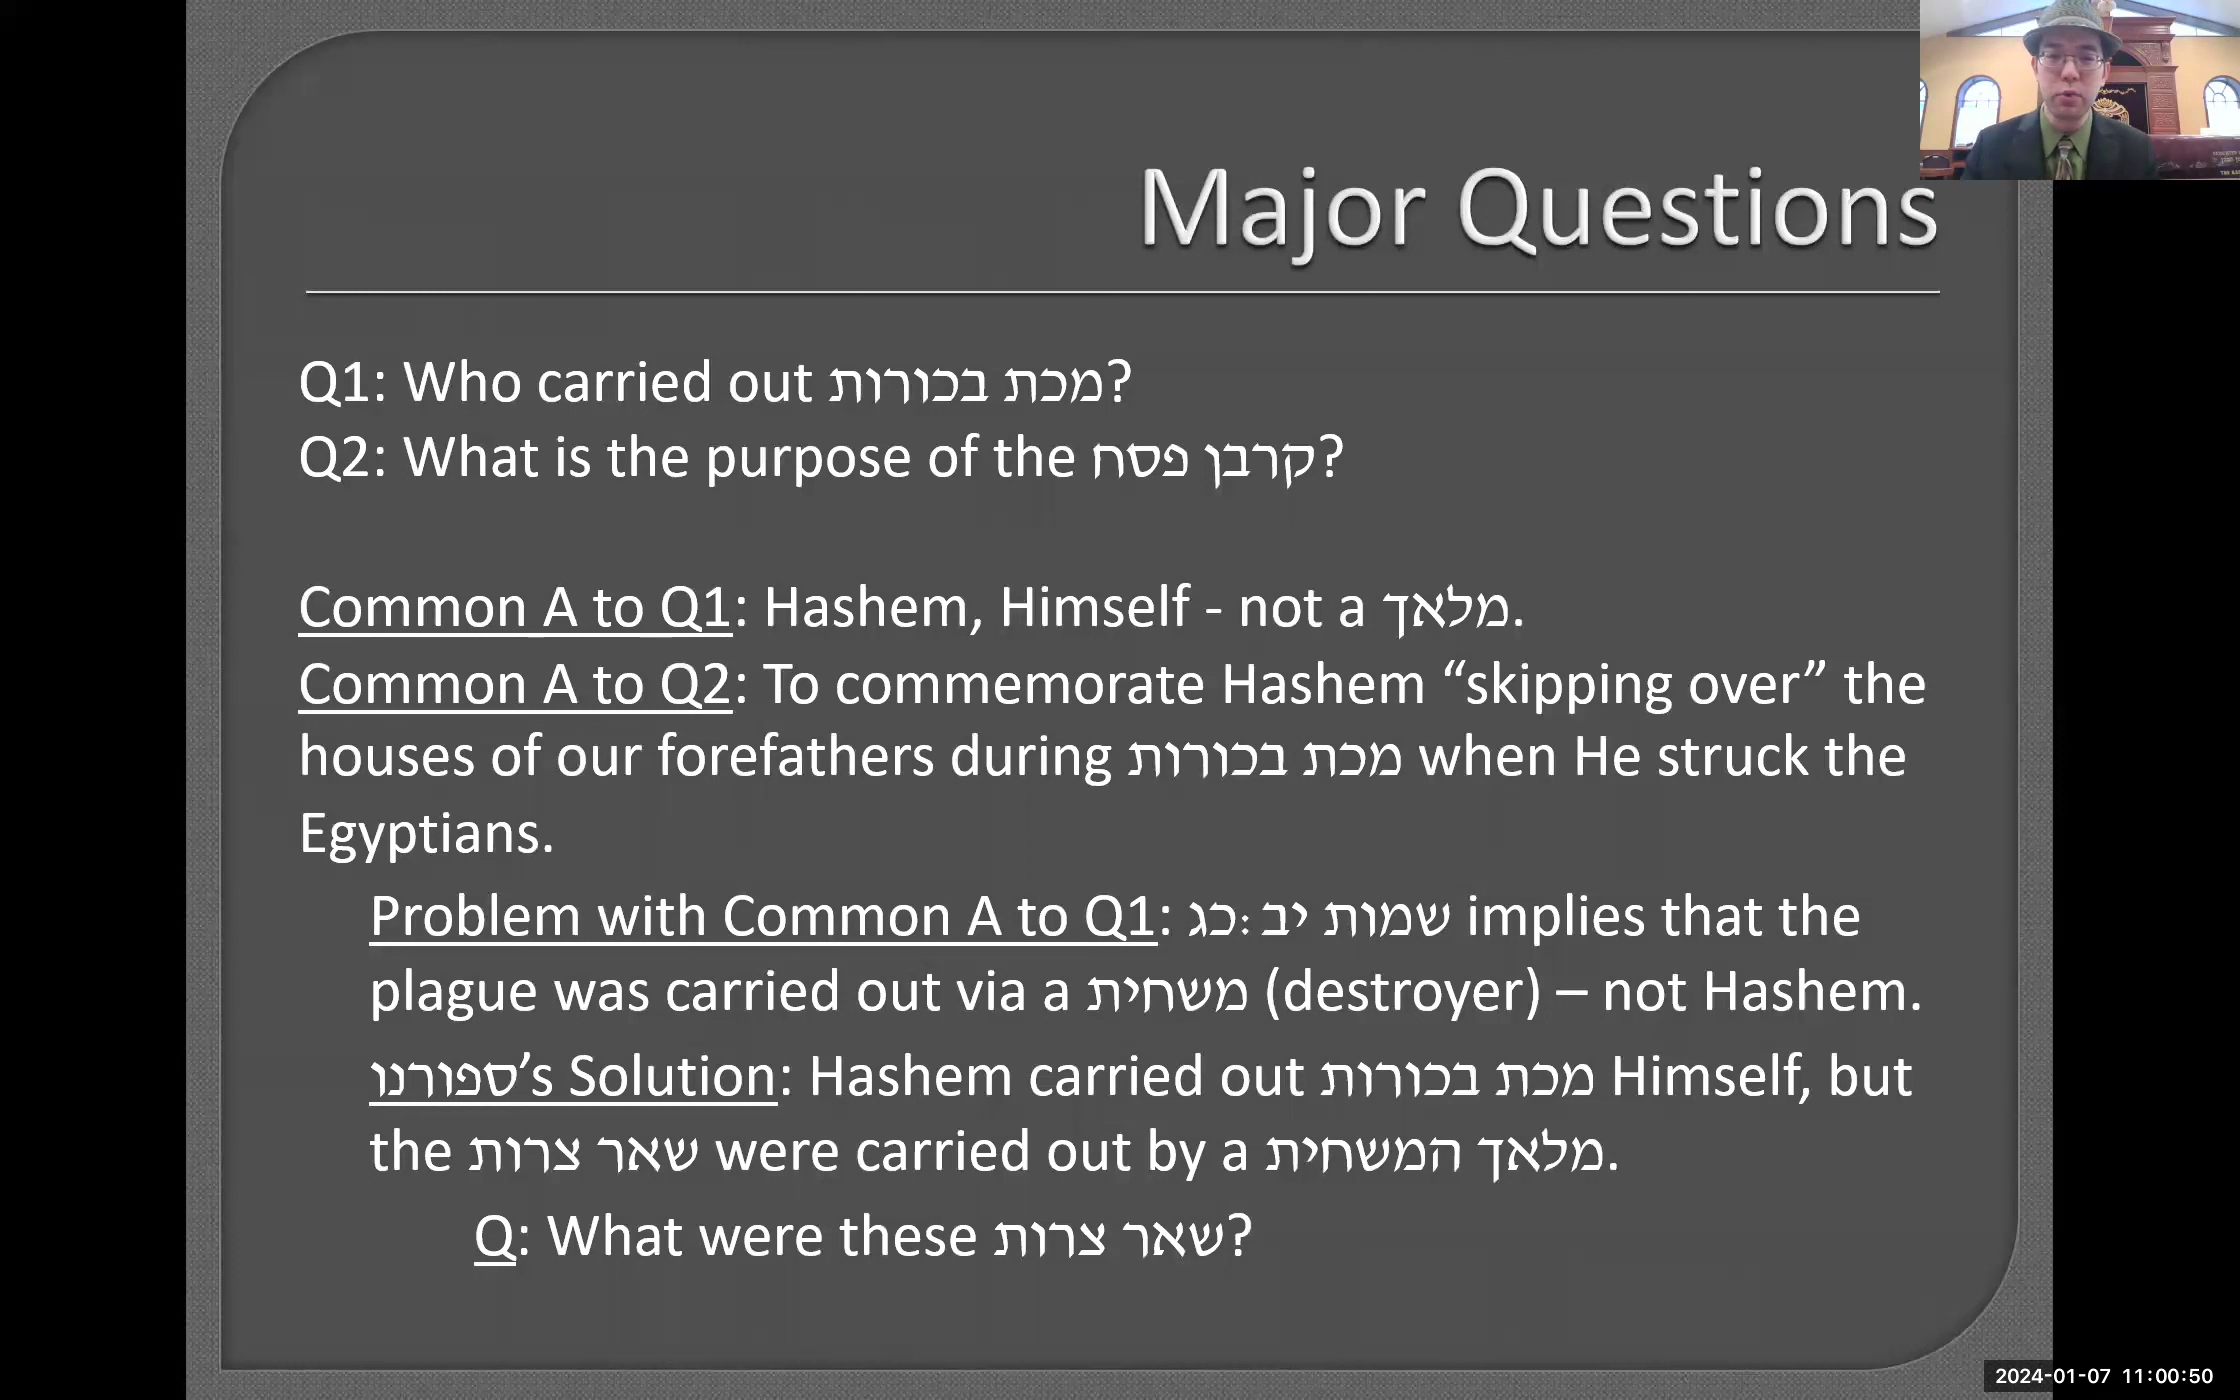 Major Questions
Q1: Who carried out מכת בכורות?
Q2: What is the purpose of the קרבן פסח?
Common A to Q1: Hashem, Himself - not a מלאך.
Common A to Q2: To commemorate Hashem “skipping over” the
houses of our forefathers during מכת בכורות when He struck the
Egyptians.
Problem with Common A to Q1: שמות יב:כג implies that the
plague was carried out via a משחית (destroyer) – not Hashem.
ספורנו’s Solution: Hashem carried out מכת בכורות Himself, but
the שאר צרות were carried out by a מלאך המשחית.
Q: What were these שאר צרות?
2024-01-07 11:00:50